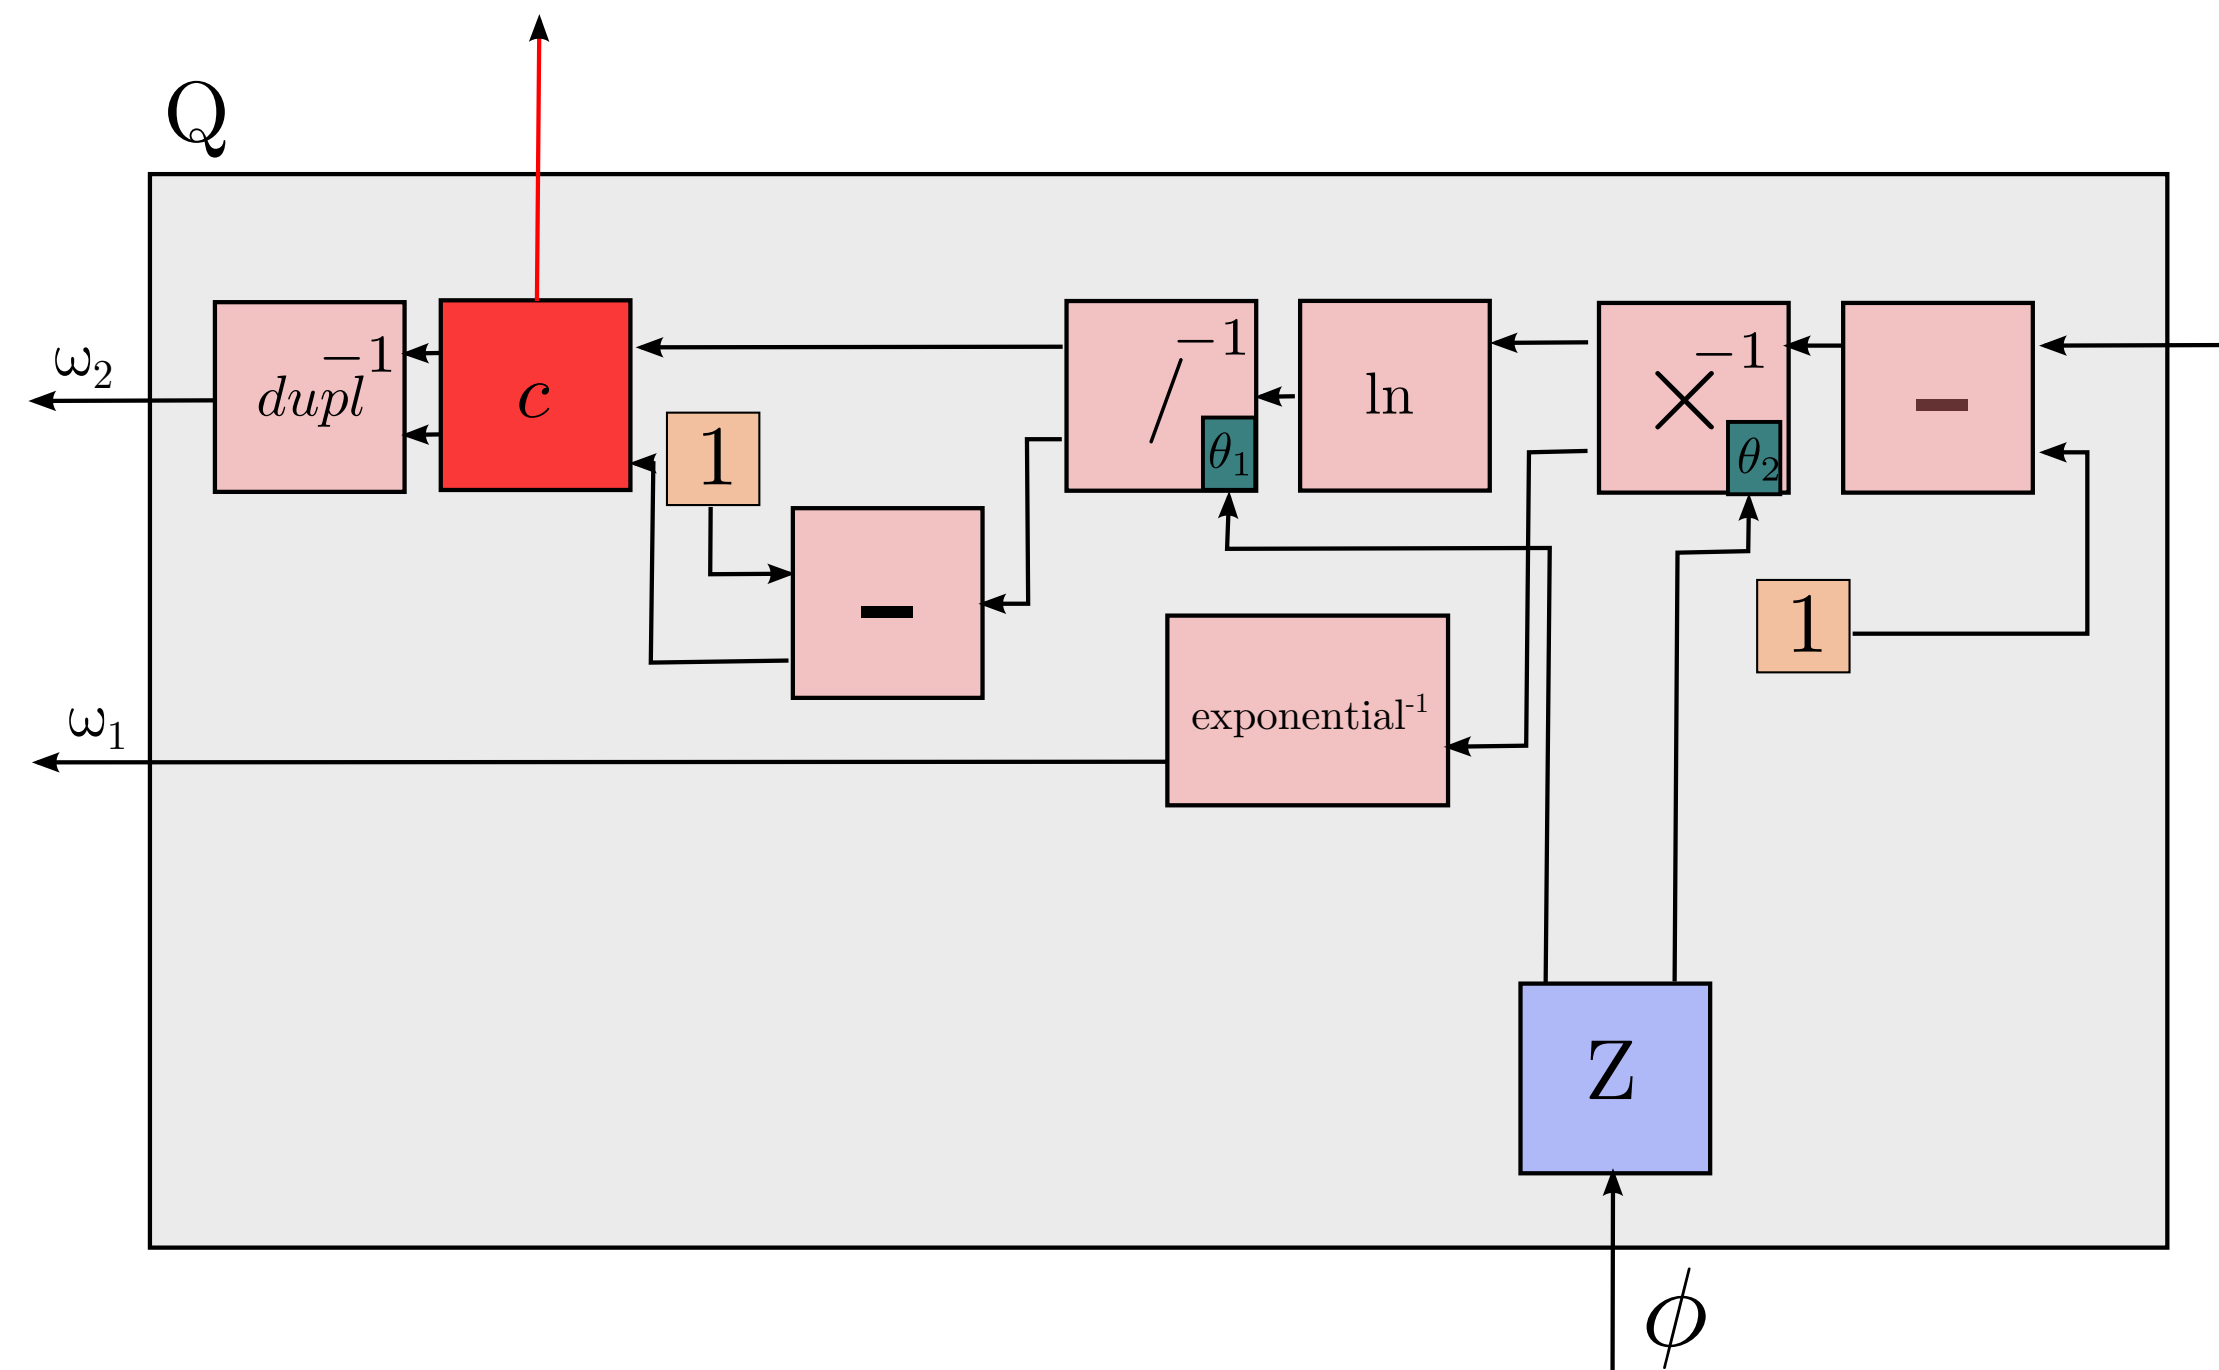 Q
ω₂
dupl⁻¹
c
1
/⁻¹
θ₁
ln
×⁻¹
θ₂
−
−
1
exponential⁻¹
ω₁
Z
ϕ